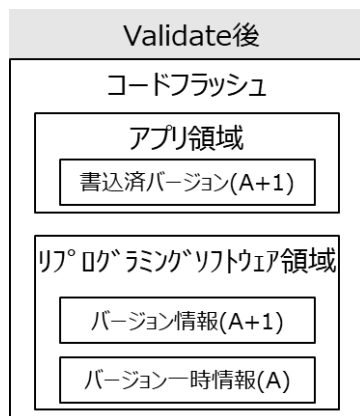 Validate後
コードフラッシュ
アプリ領域
書込済バージョン(A+1)
ﾘﾌﾟﾛｸﾞﾗﾐﾝｸﾞｿﾌﾄｳｪｱ領域
バージョン情報(A+1)
バージョン一時情報(A)